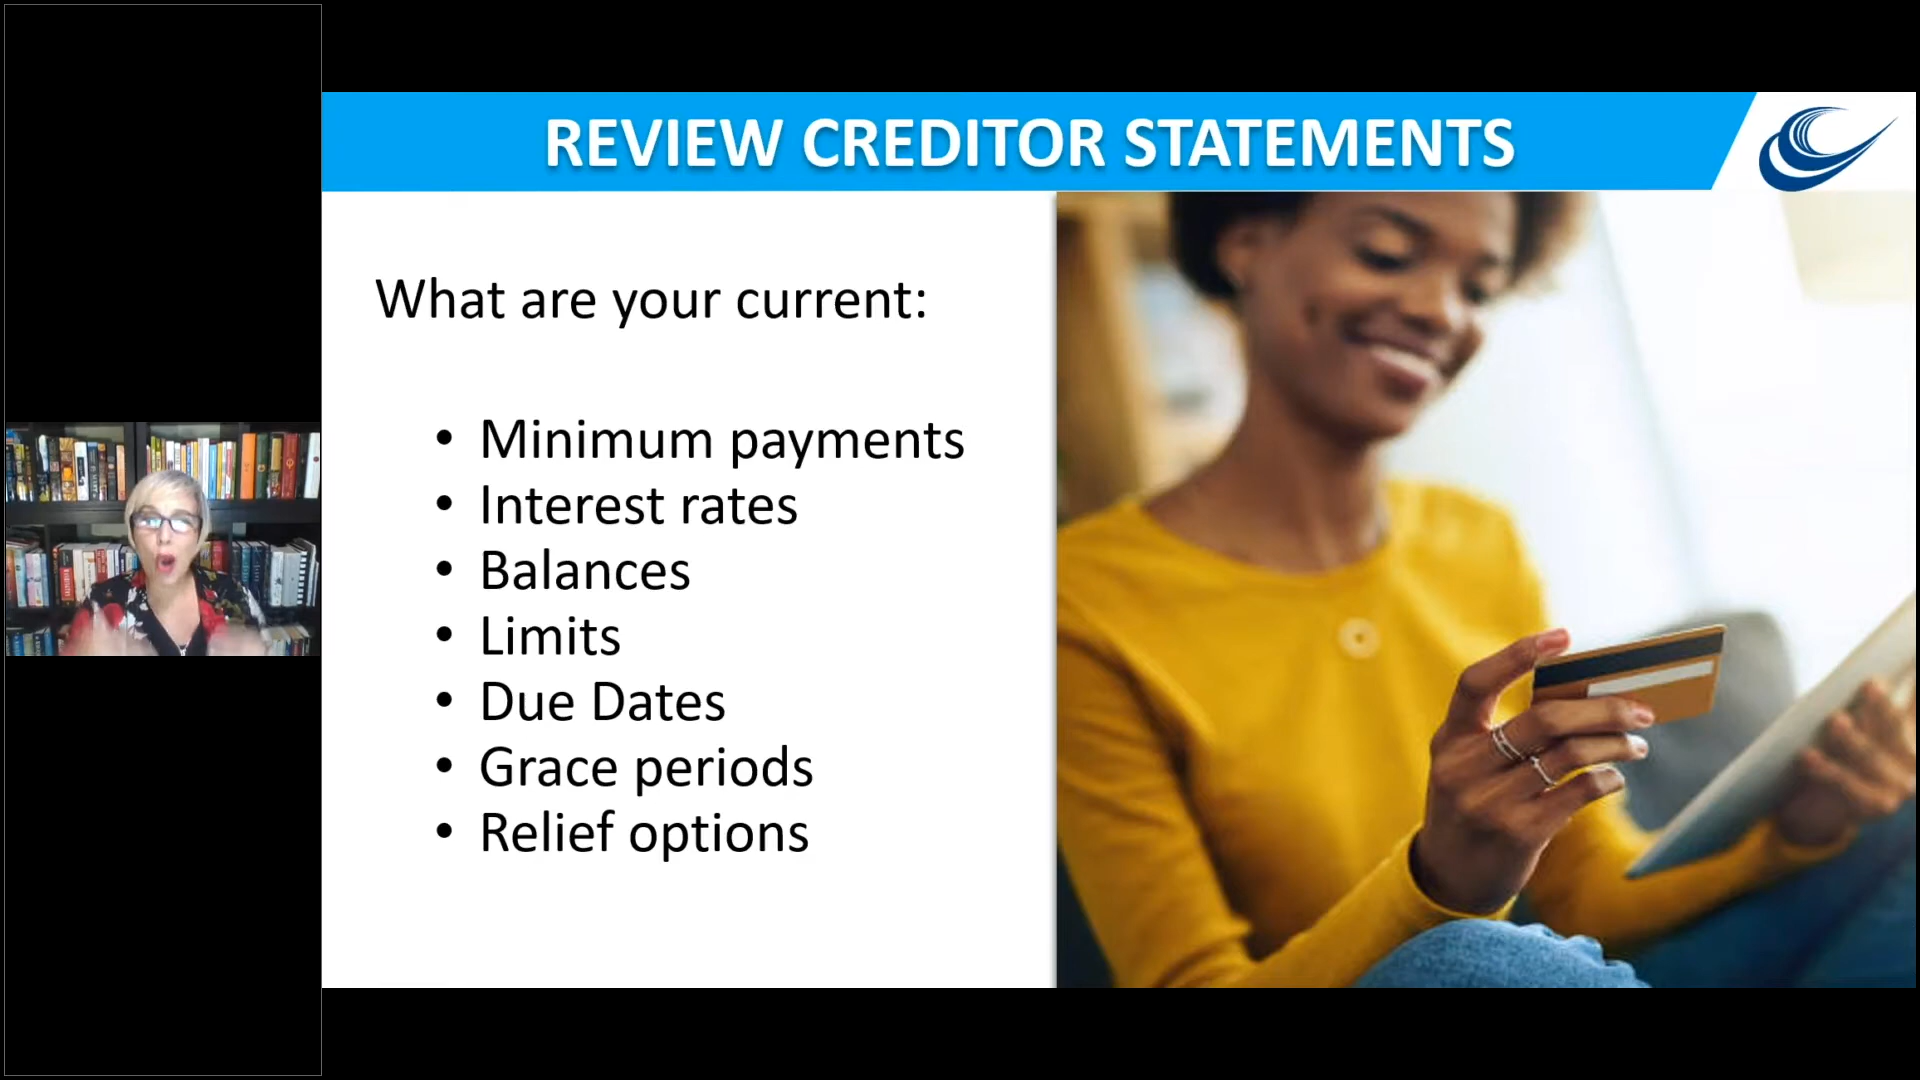 REVIEW CREDITOR STATEMENTS
What are your current:
• Minimum payments
• Interest rates
• Balances
• Limits
• Due Dates
• Grace periods
• Relief options